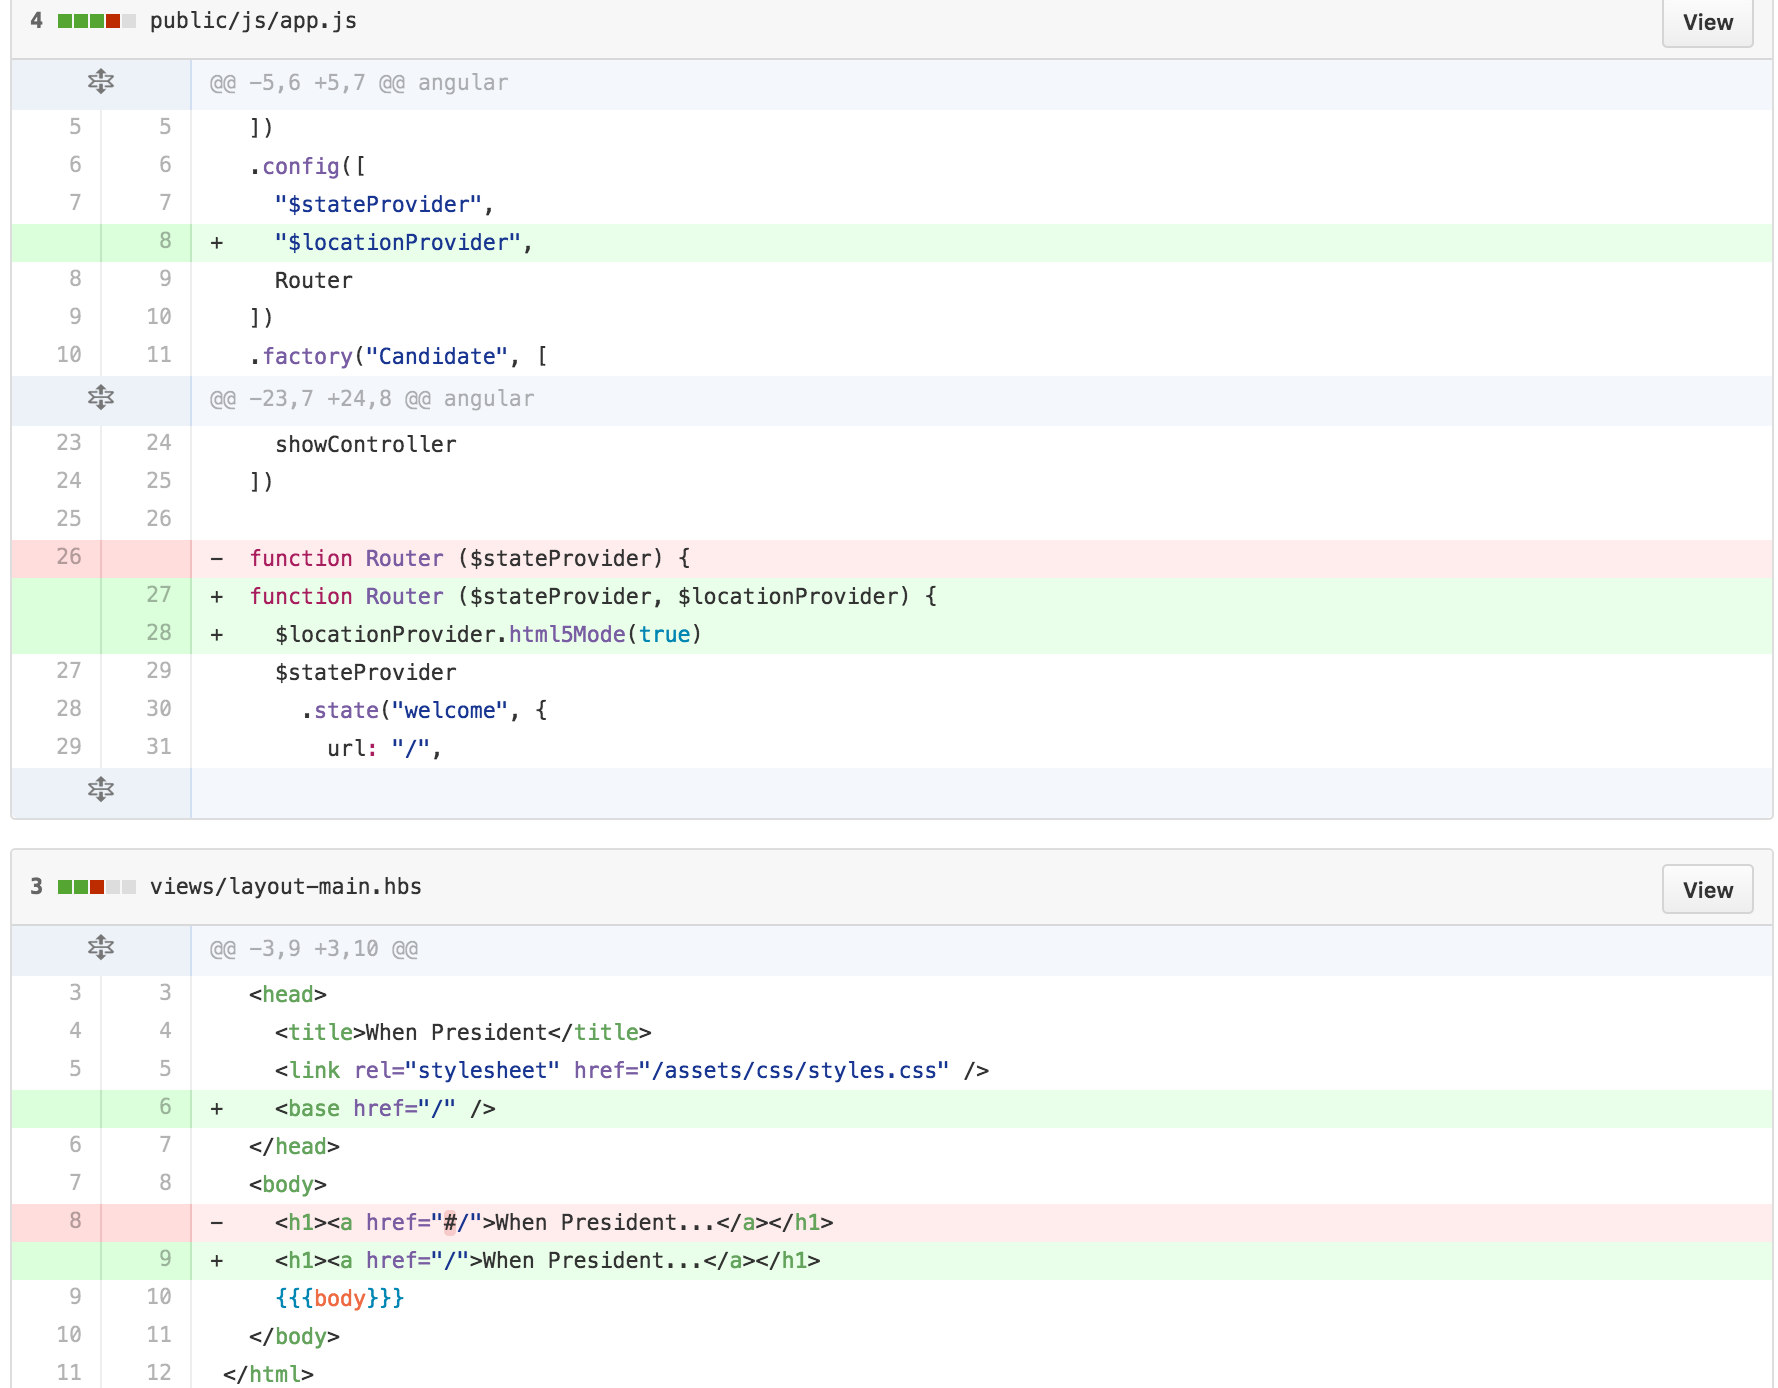 4 public/js/app.js View
@@ -5,6 +5,7 @@ angular
5 5 ])
6 6 .config([
7 7 "$stateProvider",
8 + "$locationProvider",
8 9 Router
9 10 ])
10 11 .factory("Candidate", [
@@ -23,7 +24,8 @@ angular
23 24 showController
24 25 ])
25 26
26 - function Router ($stateProvider) {
27 + function Router ($stateProvider, $locationProvider) {
28 + $locationProvider.html5Mode(true)
27 29 $stateProvider
28 30 .state("welcome", {
29 31 url: "/",
3 views/layout-main.hbs View
@@ -3,9 +3,10 @@
3 3 <head>
4 4 <title>When President</title>
5 5 <link rel="stylesheet" href="/assets/css/styles.css" />
6 + <base href="/" />
6 7 </head>
7 8 <body>
8 - <h1><a href="#/">When President...</a></h1>
9 + <h1><a href="/">When President...</a></h1>
9 10 {{{body}}}
10 11 </body>
11 12 </html>